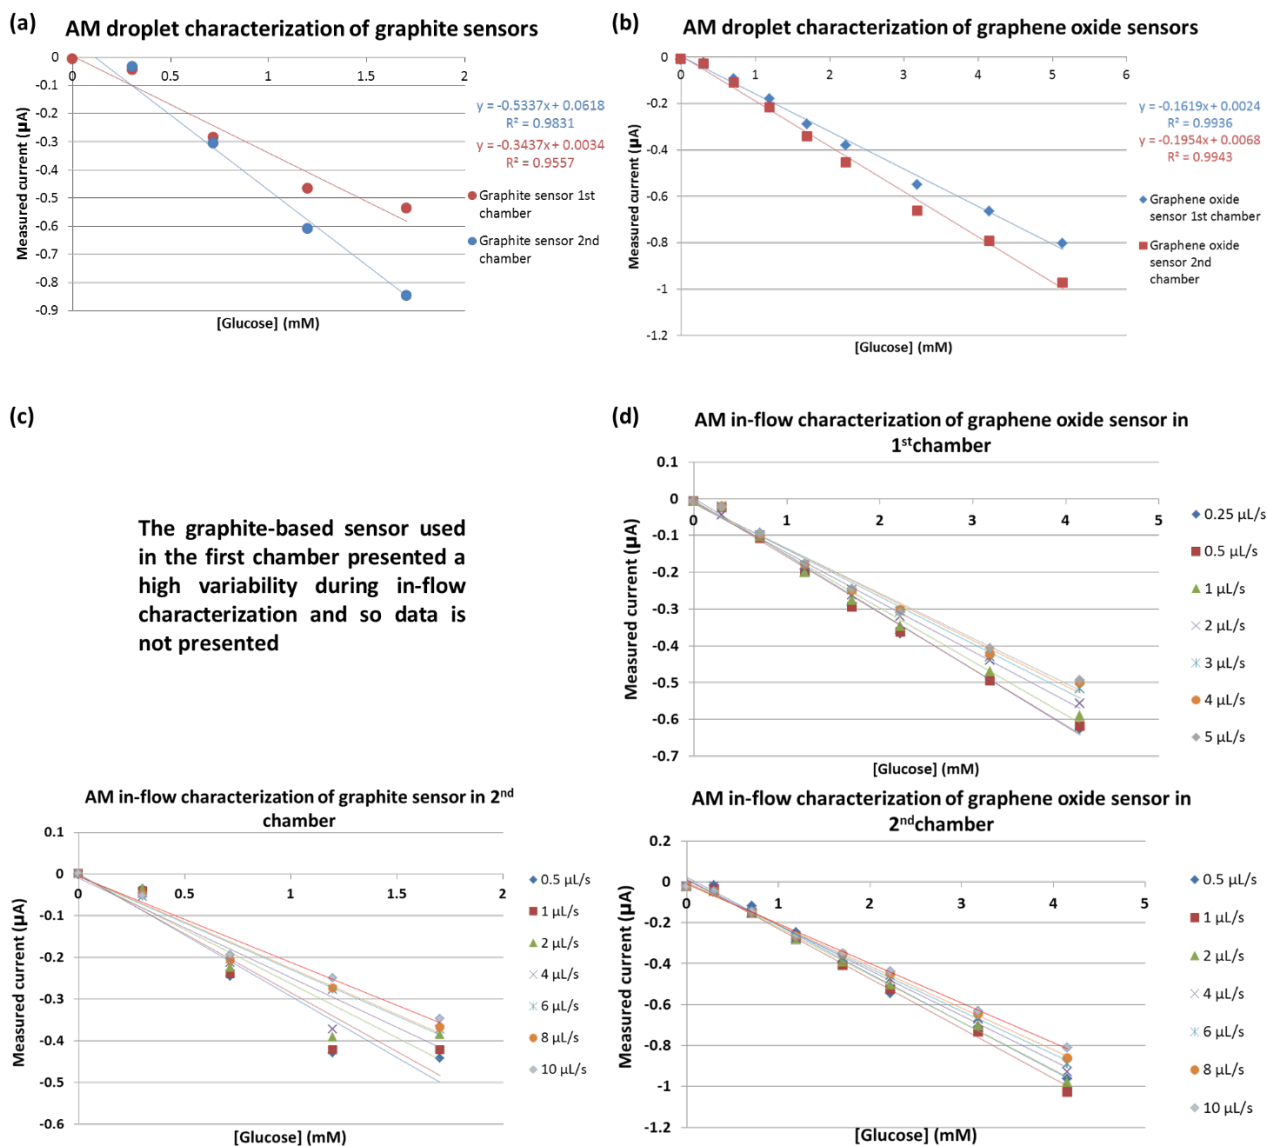 (a)
AM droplet characterization of graphite sensors
0
-0.1
-0.2
-0.3
-0.4
-0.5
-0.6
-0.7
-0.8
-0.9
0
0.5
1
1.5
2
Measured current (µA)
[Glucose] (mM)
y = -0.5337x + 0.0618
R² = 0.9831
y = -0.3437x + 0.0034
R² = 0.9557
Graphite sensor 1st
chamber
Graphite sensor 2nd
chamber
(b)
AM droplet characterization of graphene oxide sensors
0
-0.2
-0.4
-0.6
-0.8
-1
-1.2
0
1
2
3
4
5
6
Measured current (µA)
[Glucose] (mM)
y = -0.1619x + 0.0024
R² = 0.9936
y = -0.1954x + 0.0068
R² = 0.9943
Graphene oxide
sensor 1st chamber
Graphene oxide
sensor 2nd
chamber
(c)
The graphite-based sensor used
in the first chamber presented a
high variability during in-flow
characterization and so data is
not presented
AM in-flow characterization of graphite sensor in 2nd
chamber
0.1
0
-0.1
-0.2
-0.3
-0.4
-0.5
-0.6
0
0.5
1
1.5
2
Measured current (µA)
[Glucose] (mM)
0.5 µL/s
1 µL/s
2 µL/s
4 µL/s
6 µL/s
8 µL/s
10 µL/s
(d)
AM in-flow characterization of graphene oxide sensor in
1st chamber
0.1
0
-0.1
-0.2
-0.3
-0.4
-0.5
-0.6
-0.7
0
1
2
3
4
5
Measured current (µA)
[Glucose] (mM)
0.25 µL/s
0.5 µL/s
1 µL/s
2 µL/s
3 µL/s
4 µL/s
5 µL/s
AM in-flow characterization of graphene oxide sensor in
2nd chamber
0.2
0
-0.2
-0.4
-0.6
-0.8
-1
-1.2
0
1
2
3
4
5
Measured current (µA)
[Glucose] (mM)
0.5 µL/s
1 µL/s
2 µL/s
4 µL/s
6 µL/s
8 µL/s
10 µL/s